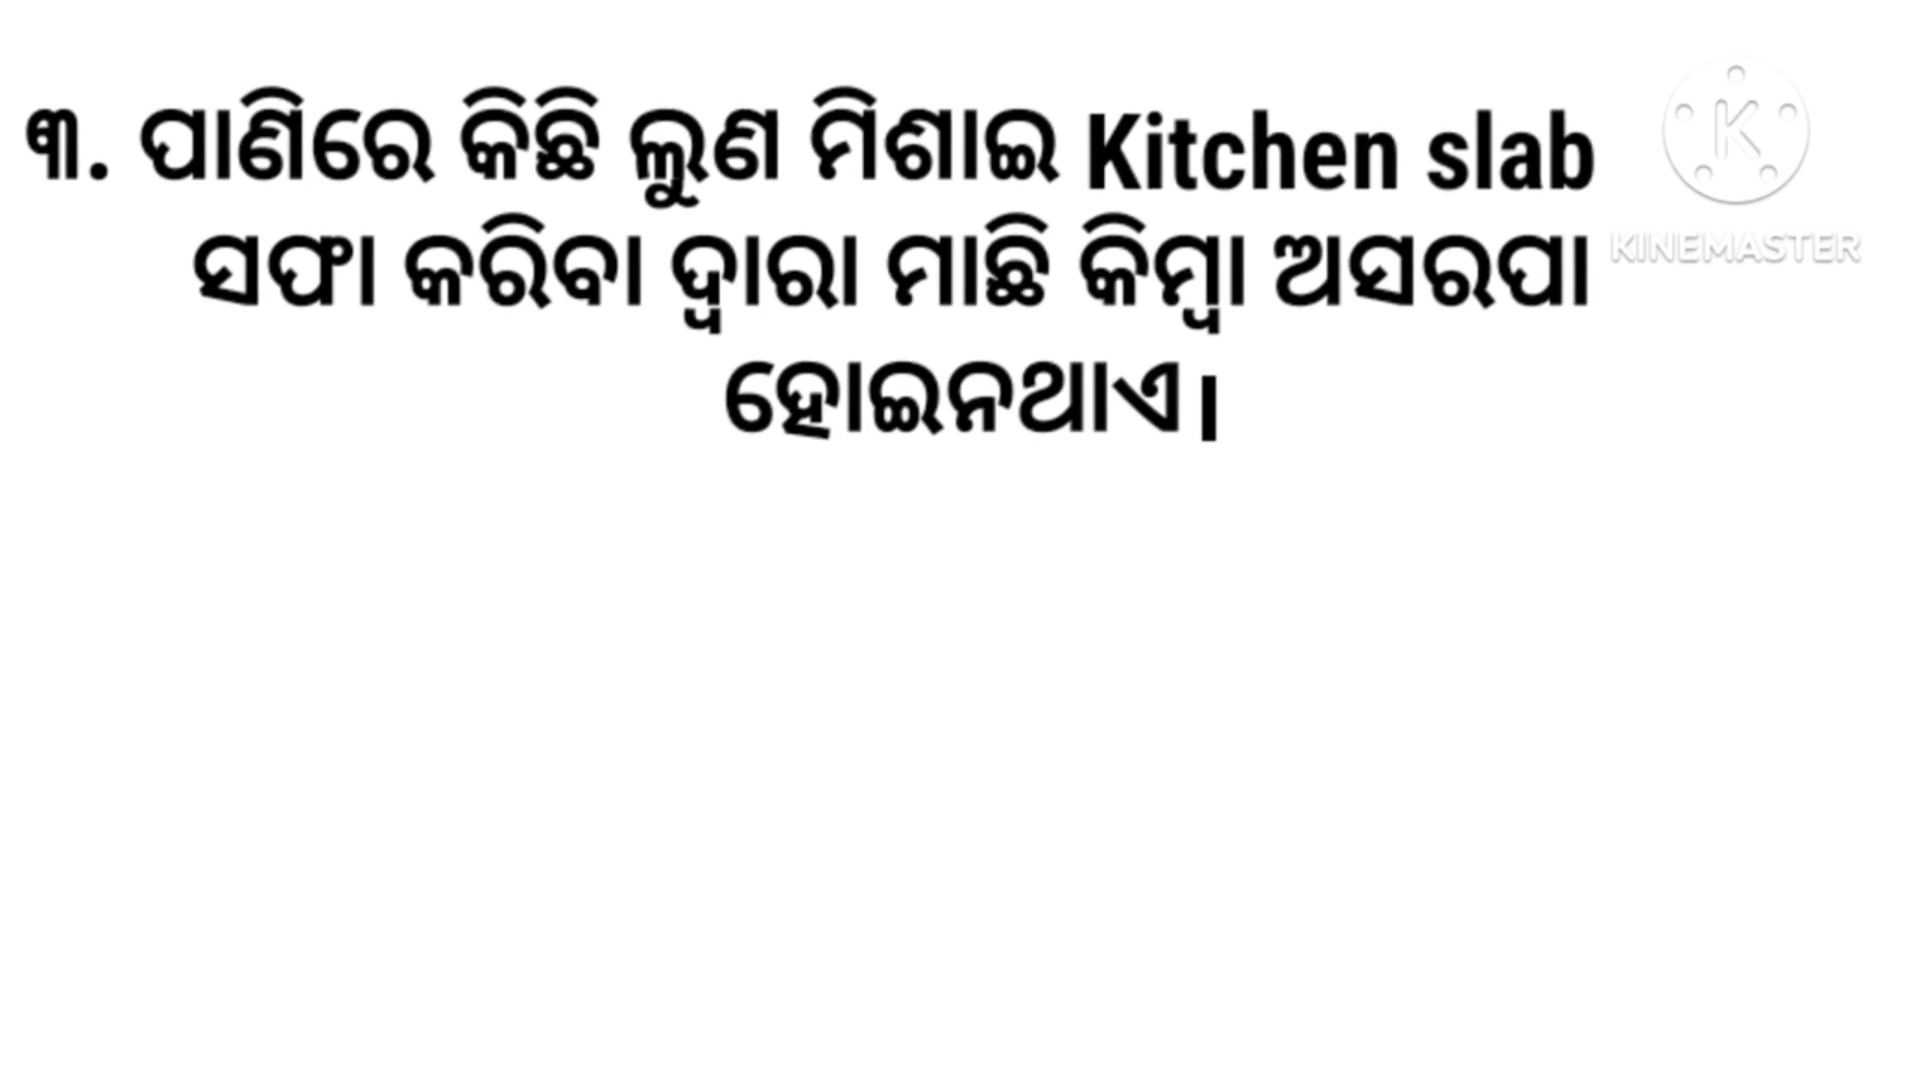 ୩. ପାଣିରେ କିଛି ଲୁଣ ମିଶାଇ Kitchen slab
ସଫା କରିବା ଦ୍ୱାରା ମାଛି କିମ୍ବା ଅସରପା
ହୋଇନଥାଏ।
KINEMASTER